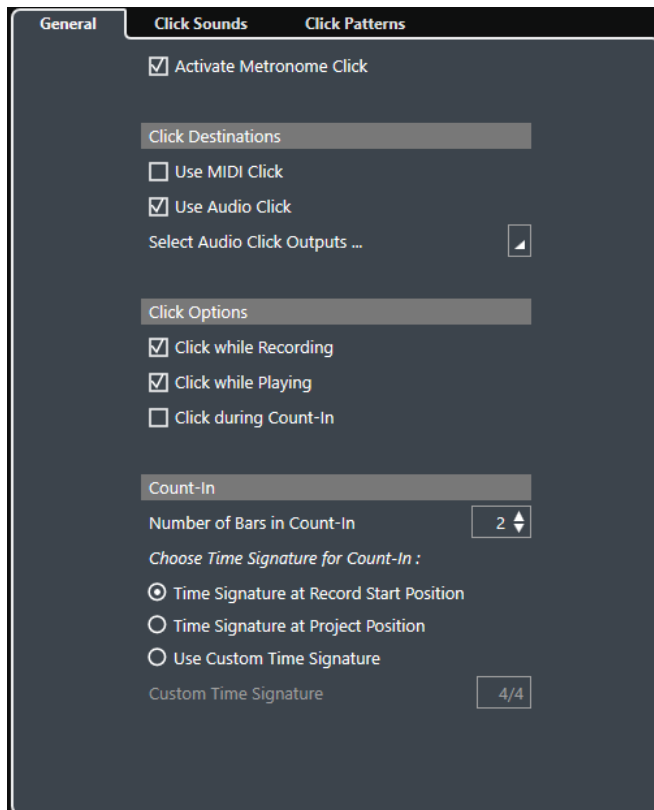 General Click Sounds Click Patterns
Activate Metronome Click
Click Destinations
Use MIDI Click
Use Audio Click
Select Audio Click Outputs ...
Click Options
Click while Recording
Click while Playing
Click during Count-In
Count-In
Number of Bars in Count-In 2
Choose Time Signature for Count-In :
Time Signature at Record Start Position
Time Signature at Project Position
Use Custom Time Signature
Custom Time Signature 4/4